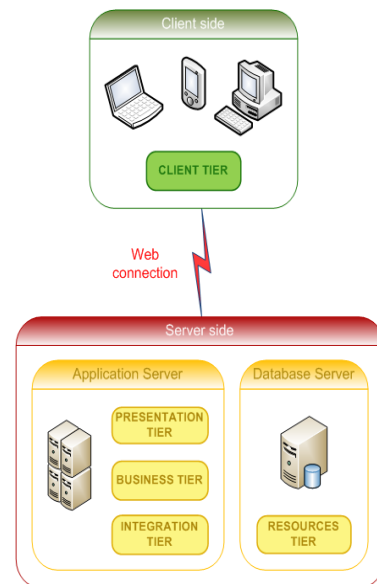 Client side
CLIENT TIER
Web
connection
Server side
Application Server
PRESENTATION
TIER
BUSINESS TIER
INTEGRATION
TIER
Database Server
RESOURCES
TIER